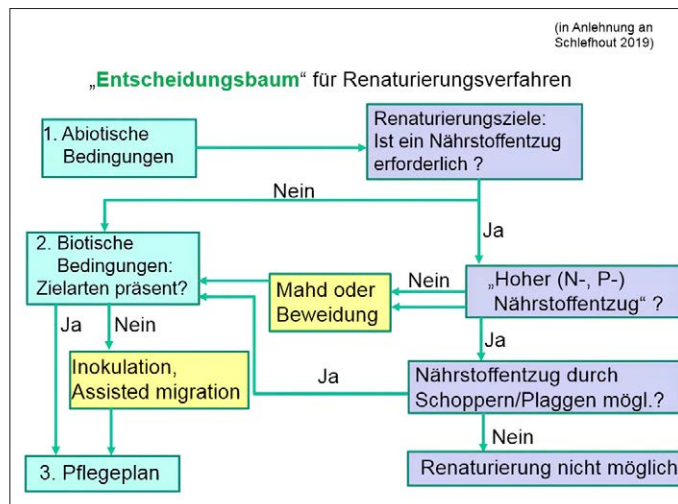 (in Anlehnung an
Schlefhout 2019)
„Entscheidungsbaum“ für Renaturierungsverfahren
1. Abiotische
Bedingungen
Renaturierungsziele:
Ist ein Nährstoffentzug
erforderlich ?
Nein
Ja
2. Biotische
Bedingungen:
Zielarten präsent?
Mahd oder
Beweidung
Nein
„Hoher (N-, P-)
Nährstoffentzug“ ?
Ja
Nein
Ja
Inokulation,
Assisted migration
Ja
Nährstoffentzug durch
Schoppern/Plaggen mögl.?
Nein
3. Pflegeplan
Renaturierung nicht möglich